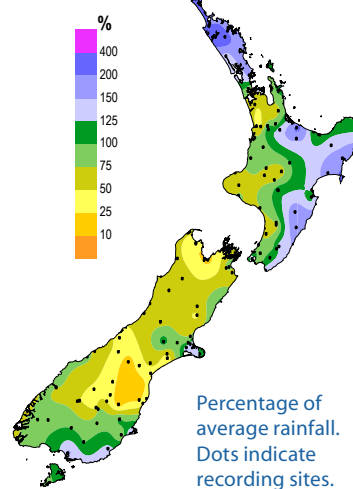 %
400
200
150
125
100
75
50
25
10
Percentage of
average rainfall.
Dots indicate
recording sites.